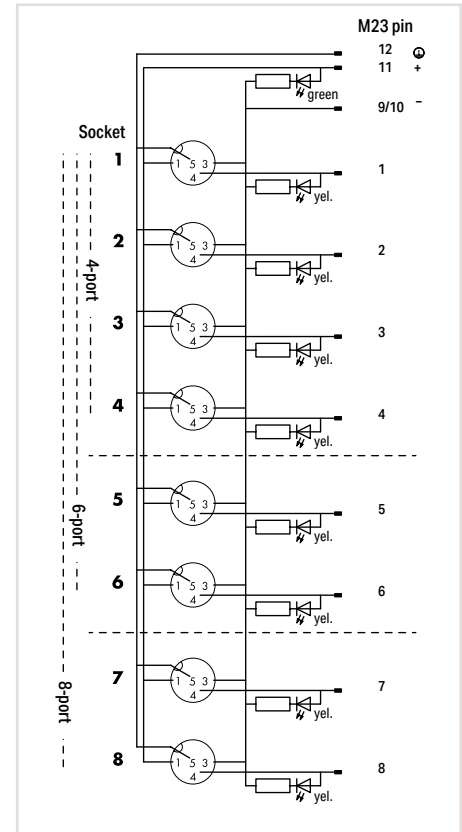 M23 pin
12
11 +
green
9/10 –
Socket
1
1 5 3
4
1
yel.
2
1 5 3
4
2
yel.
4-port
3
1 5 3
4
3
yel.
4
1 5 3
4
4
yel.
5
1 5 3
4
5
yel.
6-port
6
1 5 3
4
6
yel.
7
1 5 3
4
7
yel.
8-port
8
1 5 3
4
8
yel.